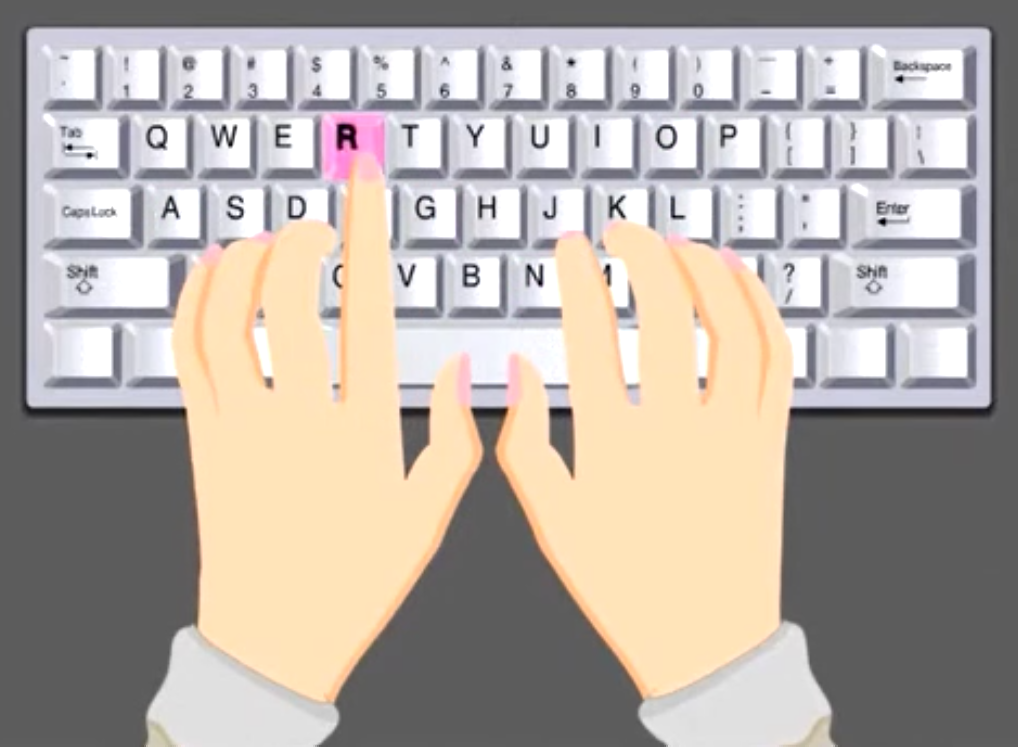 ~ ! @ # $ % ^ & * ( ) — + Backspace
` 1 2 3 4 5 6 7 8 9 0 - =
Tab Q W E R T Y U I O P { } |
[ ] \
Caps Lock A S D G H J K L : " Enter
; '
Shift C V B N M ? Shift
/